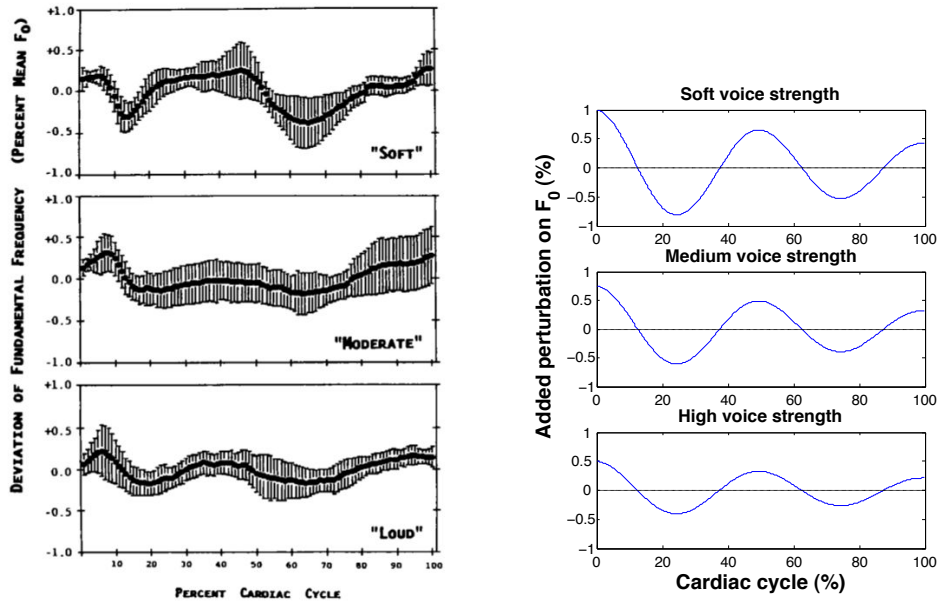 DEVIATION OF FUNDAMENTAL FREQUENCY (PERCENT MEAN F0)
+1.0
+0.5
0.0
-0.5
-1.0
"SOFT"
+1.0
+0.5
0.0
-0.5
-1.0
"MODERATE"
+1.0
+0.5
0.0
-0.5
-1.0
"LOUD"
10 20 30 40 50 60 70 80 90 100
PERCENT CARDIAC CYCLE
Added perturbation on F0 (%)
Soft voice strength
1
0.5
0
−0.5
−1
0 20 40 60 80 100
Medium voice strength
1
0.5
0
−0.5
−1
0 20 40 60 80 100
High voice strength
1
0.5
0
−0.5
−1
0 20 40 60 80 100
Cardiac cycle (%)